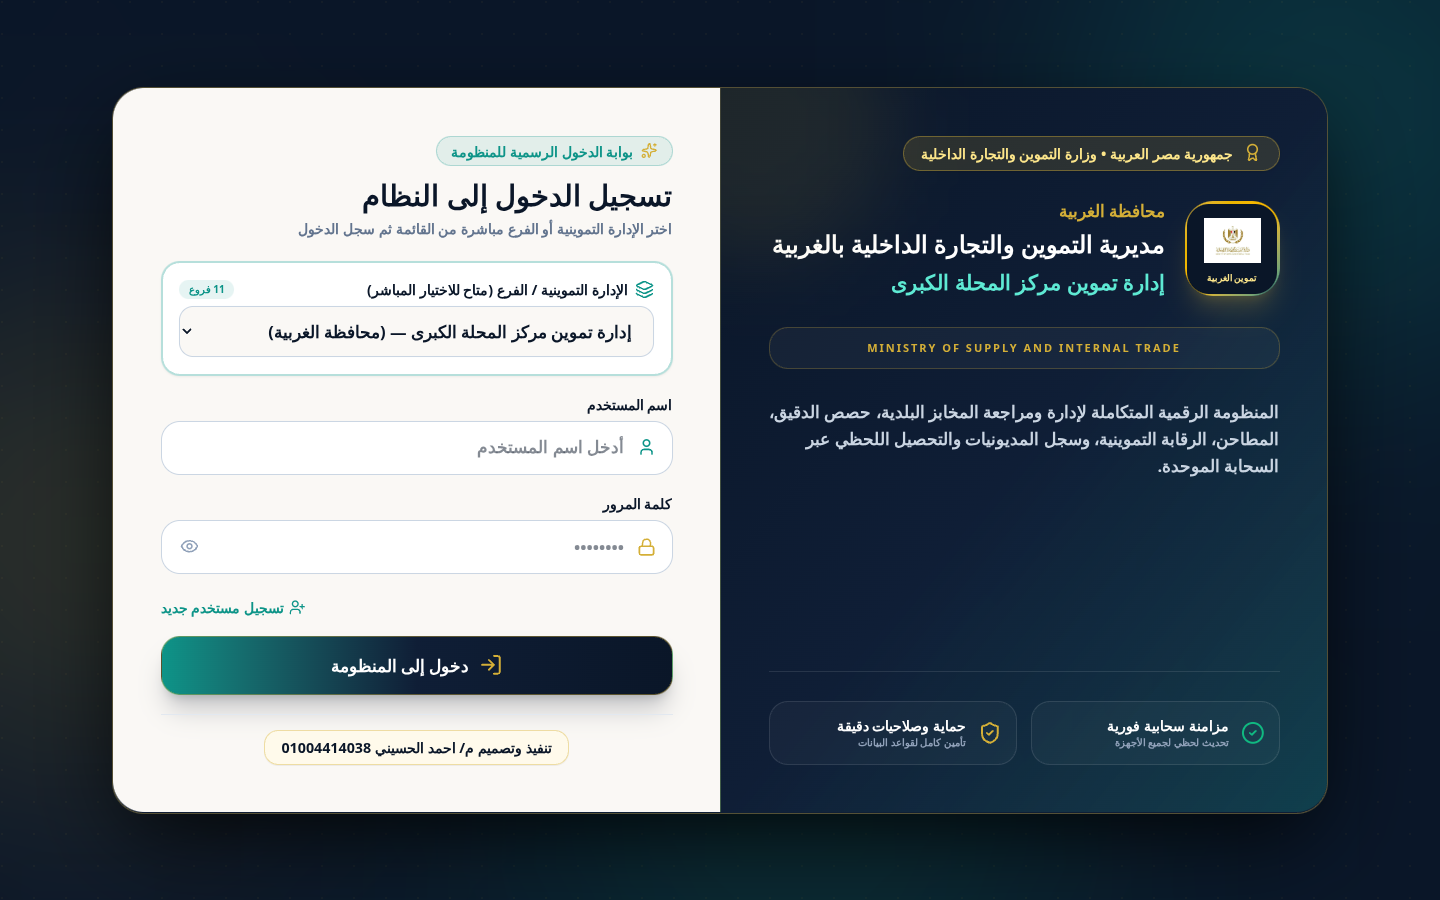 جمهورية مصر العربية • وزارة التموين والتجارة الداخلية
محافظة الغربية
مديرية التموين والتجارة الداخلية بالغربية
إدارة تموين مركز المحلة الكبرى
تموين الغربية
MINISTRY OF SUPPLY AND INTERNAL TRADE
المنظومة الرقمية المتكاملة لإدارة ومراجعة المخابز البلدية، حصص الدقيق،
المطاحن، الرقابة التموينية، وسجل المديونيات والتحصيل اللحظي عبر
السحابة الموحدة.
مزامنة سحابية فورية
تحديث لحظي لجميع الأجهزة
حماية وصلاحيات دقيقة
تأمين كامل لقواعد البيانات
بوابة الدخول الرسمية للمنظومة
تسجيل الدخول إلى النظام
اختر الإدارة التموينية أو الفرع مباشرة من القائمة ثم سجل الدخول
الإدارة التموينية / الفرع (متاح للاختيار المباشر)
11 فروع
إدارة تموين مركز المحلة الكبرى — (محافظة الغربية)
اسم المستخدم
أدخل اسم المستخدم
كلمة المرور
••••••••
تسجيل مستخدم جديد
دخول إلى المنظومة
تنفيذ وتصميم م/ احمد الحسيني 01004414038